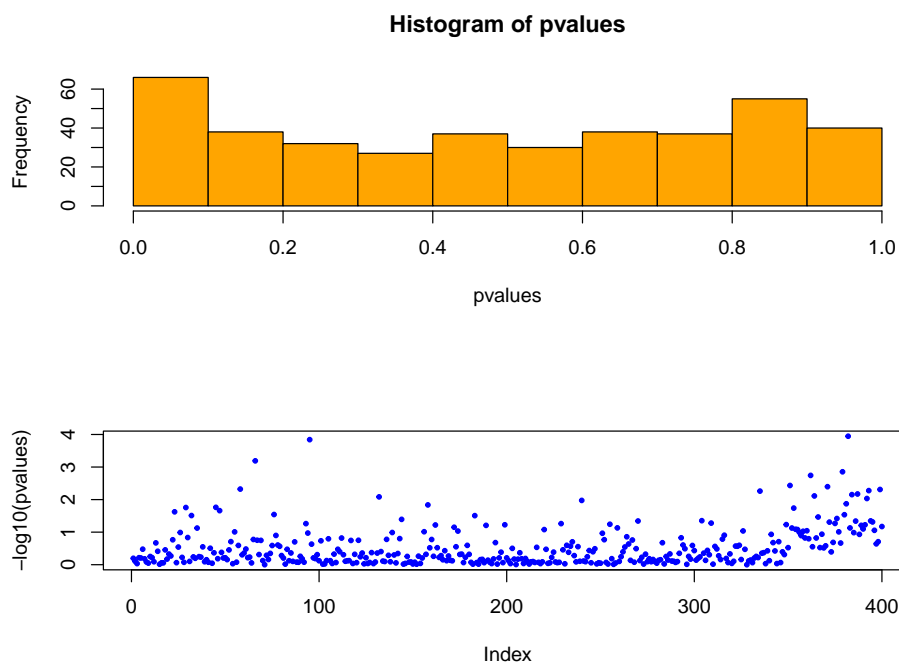 Histogram of pvalues
Frequency
0 20 40 60
0.0 0.2 0.4 0.6 0.8 1.0
pvalues
−log10(pvalues)
0 1 2 3 4
0 100 200 300 400
Index